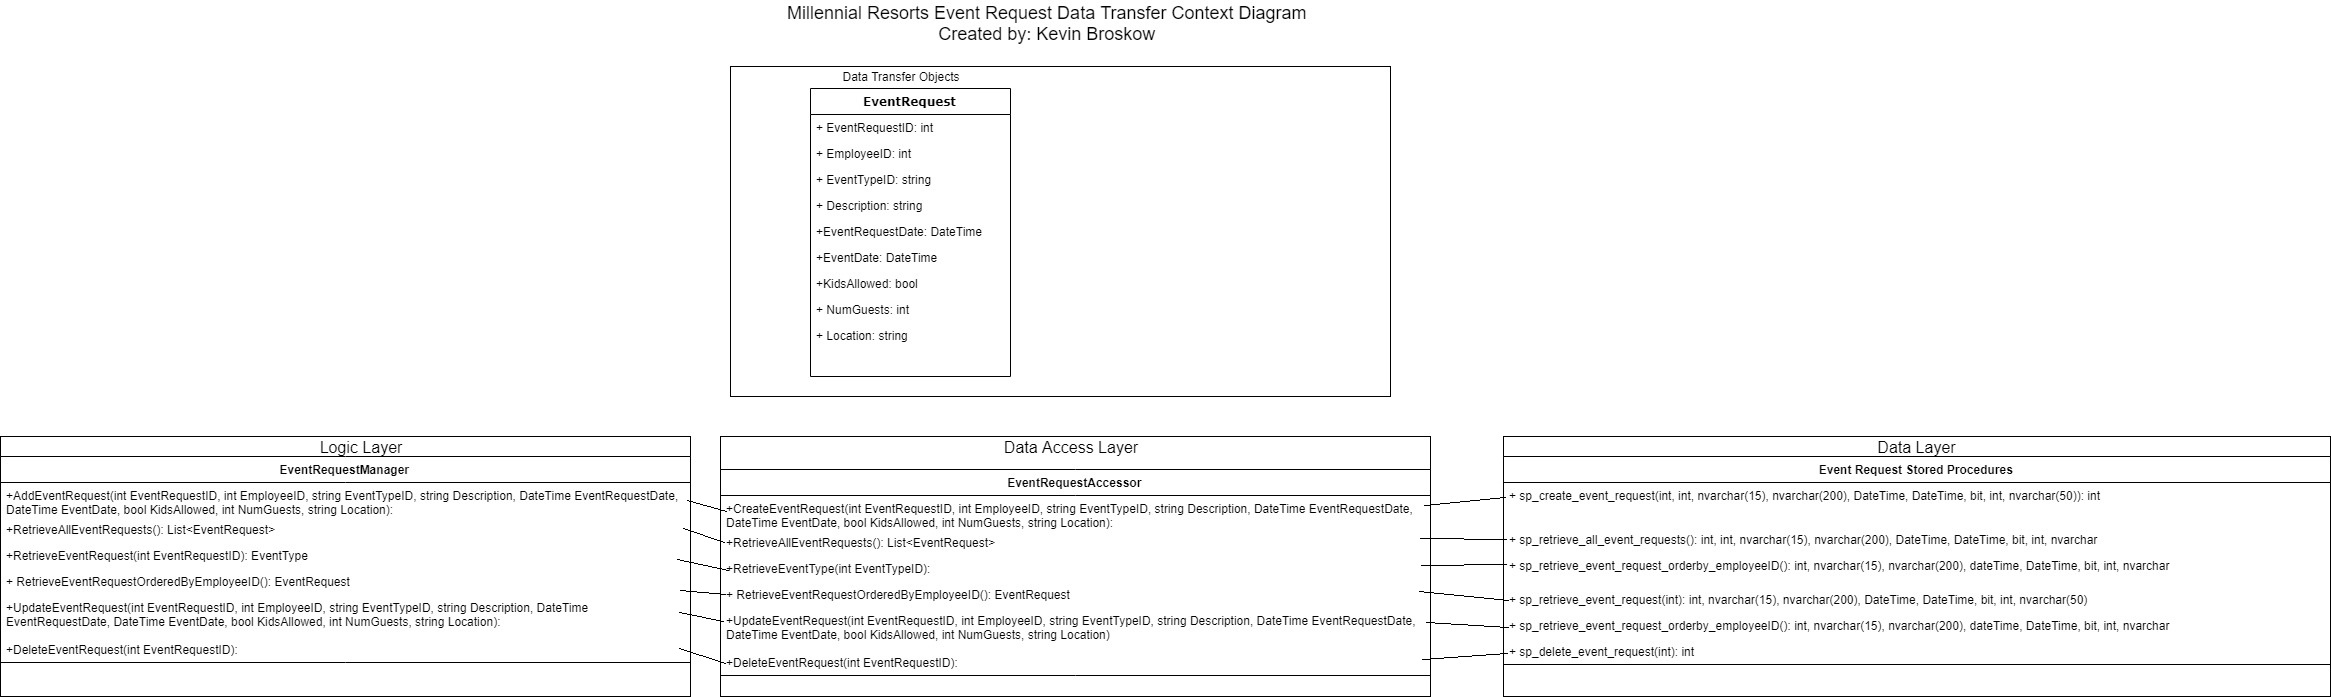 Millennial Resorts Event Request Data Transfer Context Diagram
Created by: Kevin Broskow
Data Transfer Objects
EventRequest
+ EventRequestID: int
+ EmployeeID: int
+ EventTypeID: string
+ Description: string
+EventRequestDate: DateTime
+EventDate: DateTime
+KidsAllowed: bool
+ NumGuests: int
+ Location: string
Logic Layer
EventRequestManager
+AddEventRequest(int EventRequestID, int EmployeeID, string EventTypeID, string Description, DateTime EventRequestDate,
DateTime EventDate, bool KidsAllowed, int NumGuests, string Location):
+RetrieveAllEventRequests(): List<EventRequest>
+RetrieveEventRequest(int EventRequestID): EventType
+ RetrieveEventRequestOrderedByEmployeeID(): EventRequest
+UpdateEventRequest(int EventRequestID, int EmployeeID, string EventTypeID, string Description, DateTime
EventRequestDate, DateTime EventDate, bool KidsAllowed, int NumGuests, string Location):
+DeleteEventRequest(int EventRequestID):
Data Access Layer
EventRequestAccessor
+CreateEventRequest(int EventRequestID, int EmployeeID, string EventTypeID, string Description, DateTime EventRequestDate,
DateTime EventDate, bool KidsAllowed, int NumGuests, string Location):
+RetrieveAllEventRequests(): List<EventRequest>
+RetrieveEventType(int EventTypeID):
+ RetrieveEventRequestOrderedByEmployeeID(): EventRequest
+UpdateEventRequest(int EventRequestID, int EmployeeID, string EventTypeID, string Description, DateTime EventRequestDate,
DateTime EventDate, bool KidsAllowed, int NumGuests, string Location)
+DeleteEventRequest(int EventRequestID):
Data Layer
Event Request Stored Procedures
+ sp_create_event_request(int, int, nvarchar(15), nvarchar(200), DateTime, DateTime, bit, int, nvarchar(50)): int
+ sp_retrieve_all_event_requests(): int, int, nvarchar(15), nvarchar(200), DateTime, DateTime, bit, int, nvarchar
+ sp_retrieve_event_request_orderby_employeeID(): int, nvarchar(15), nvarchar(200), dateTime, DateTime, bit, int, nvarchar
+ sp_retrieve_event_request(int): int, nvarchar(15), nvarchar(200), DateTime, DateTime, bit, int, nvarchar(50)
+ sp_retrieve_event_request_orderby_employeeID(): int, nvarchar(15), nvarchar(200), dateTime, DateTime, bit, int, nvarchar
+ sp_delete_event_request(int): int